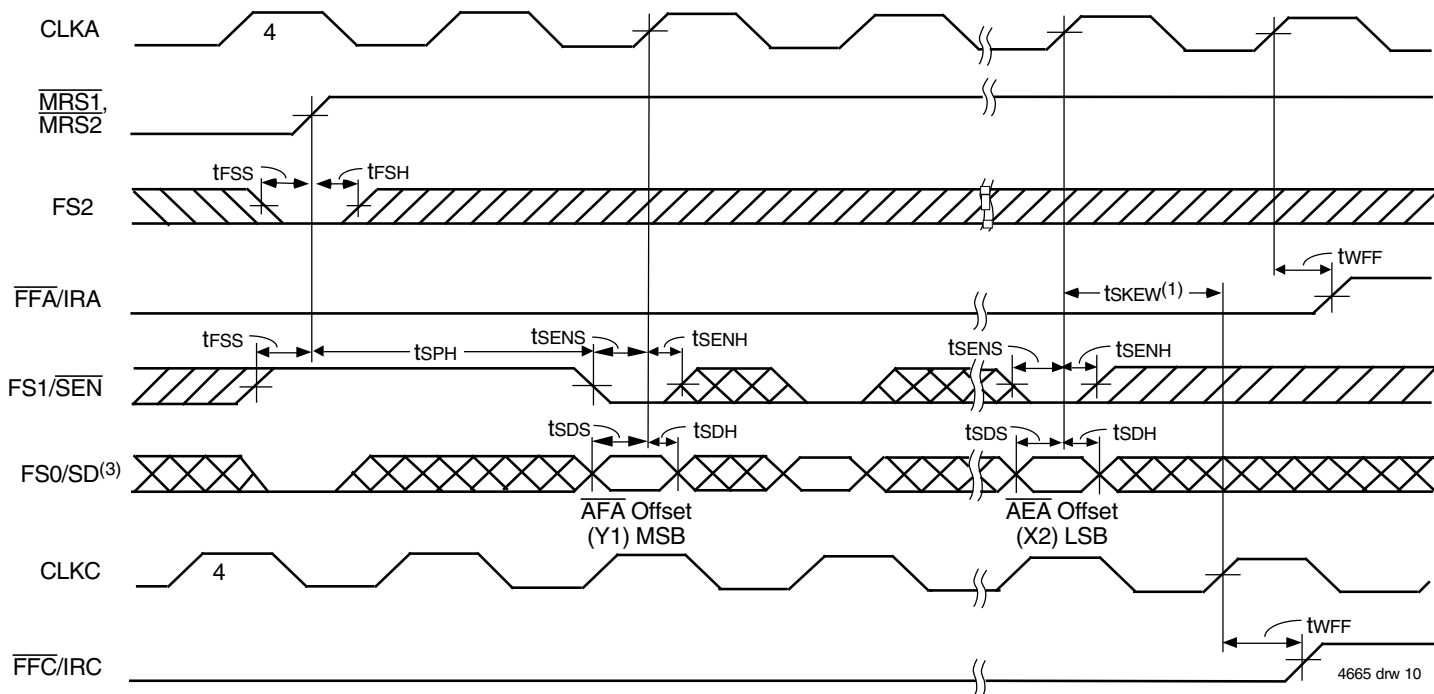 CLKA
4
MRS1,
MRS2
tFSS
tFSH
FS2
tWFF
FFA/IRA
tSKEW(1)
tFSS
tSPH
tSENS
tSENH
tSENS
tSENH
FS1/SEN
tSDS
tSDH
tSDS
tSDH
FS0/SD(3)
AFA Offset
(Y1) MSB
AEA Offset
(X2) LSB
CLKC
4
tWFF
FFC/IRC
4665 drw 10